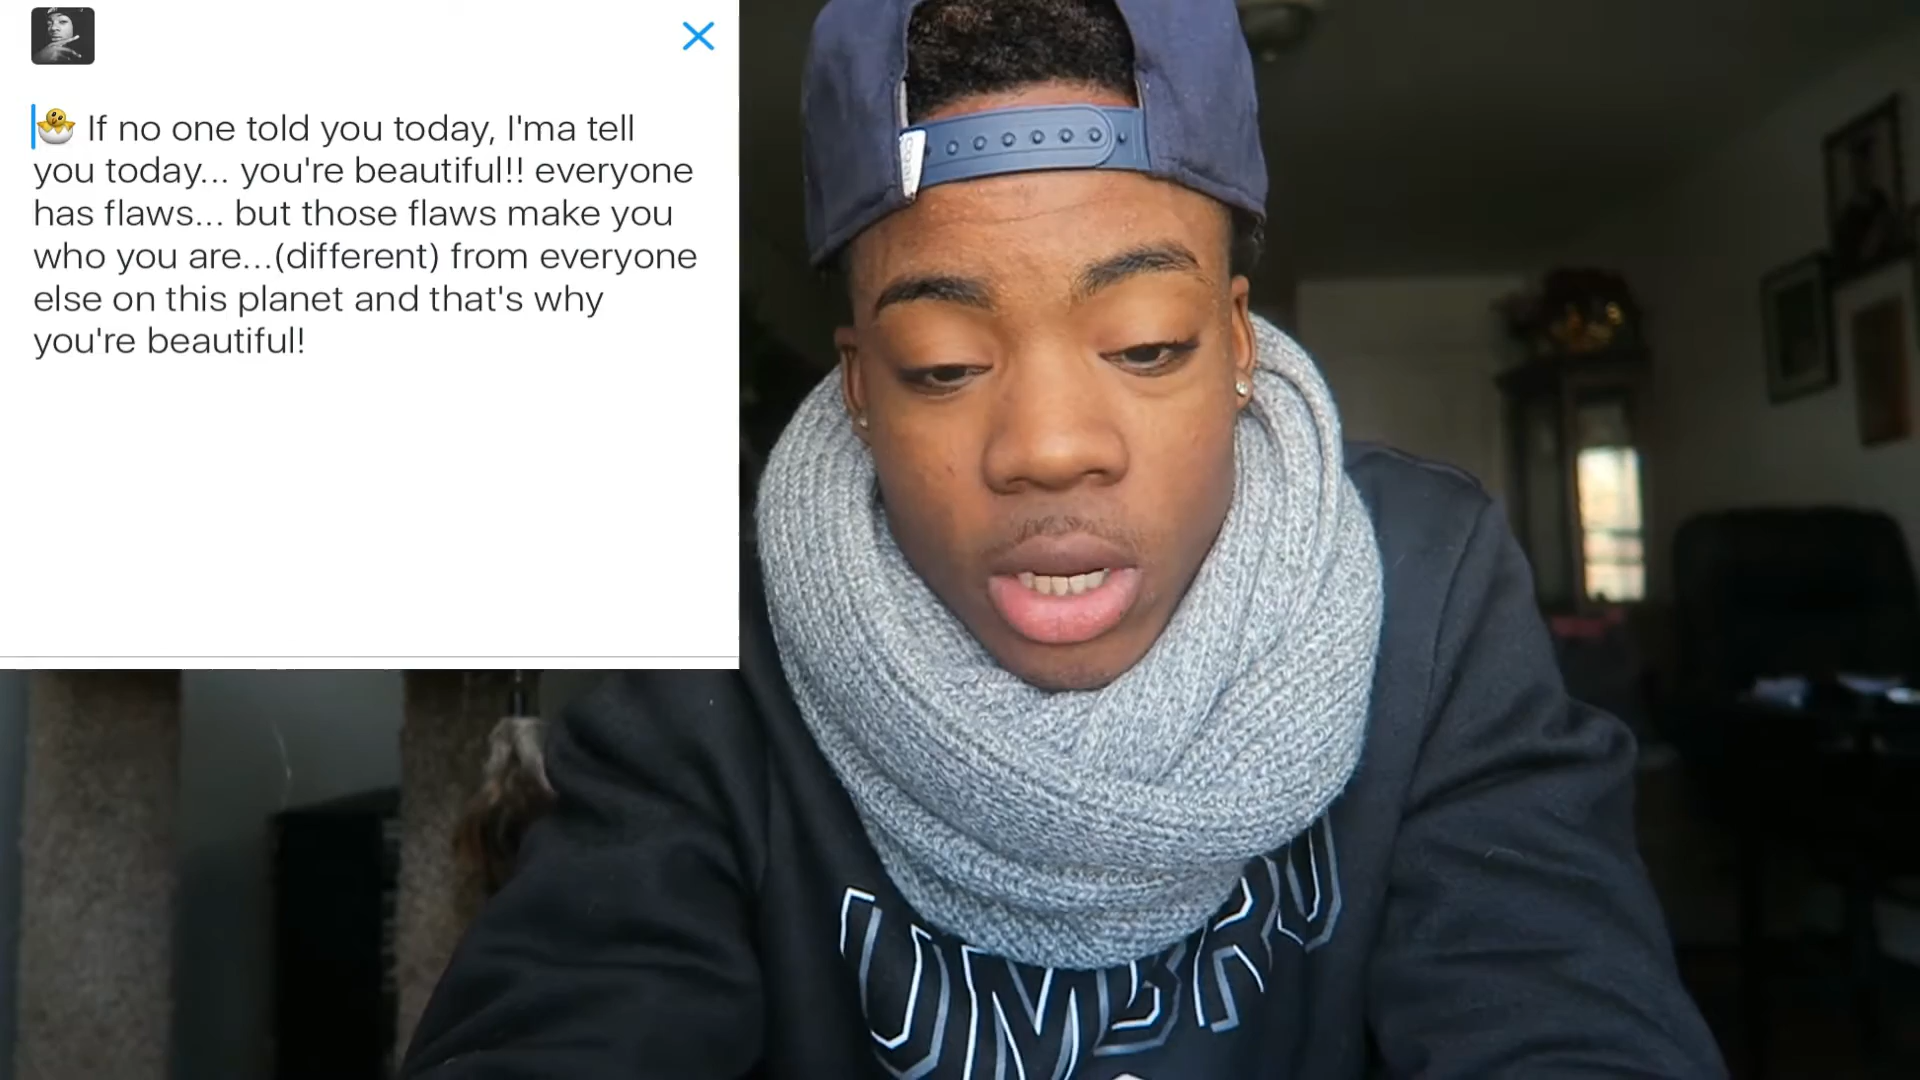 🐣 If no one told you today, I'ma tell
you today... you're beautiful!! everyone
has flaws... but those flaws make you
who you are...(different) from everyone
else on this planet and that's why
you're beautiful!
UMBRO